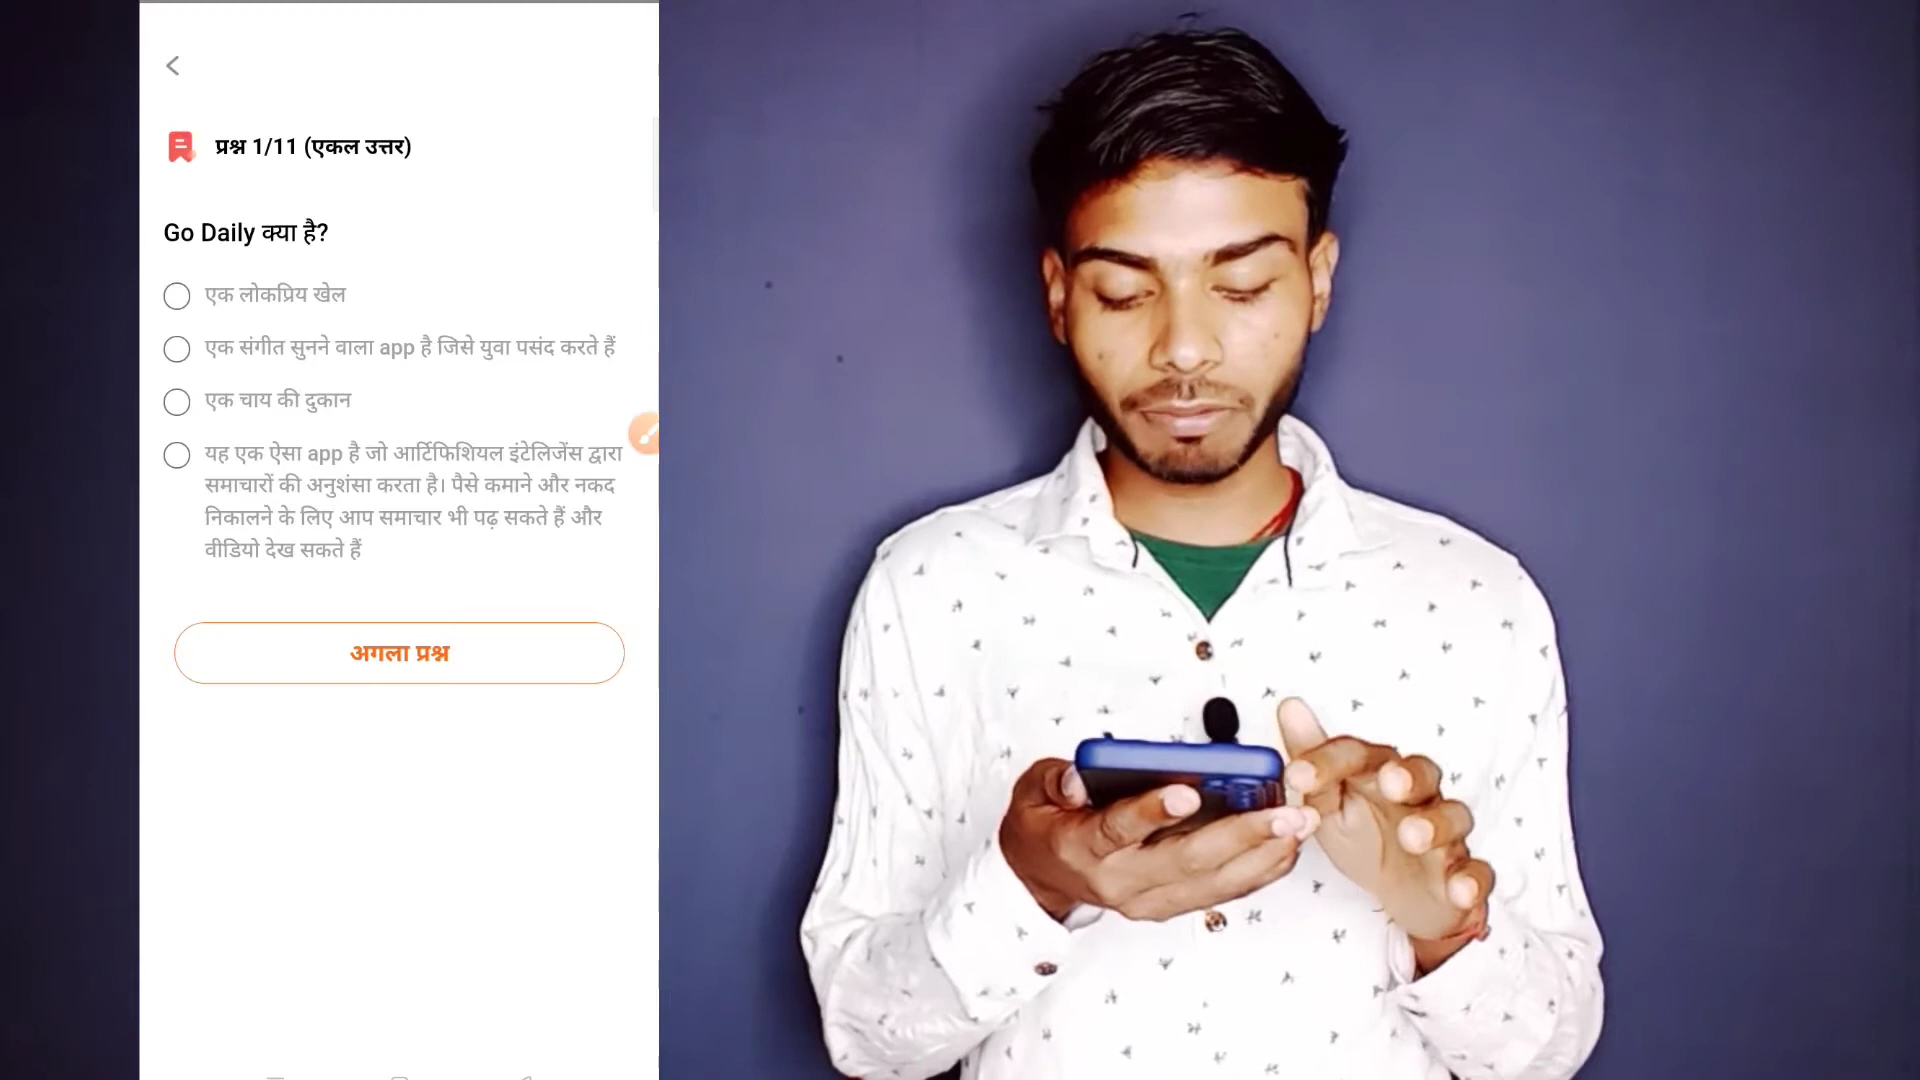 प्रश्न 1/11 (एकल उत्तर)
Go Daily क्या है?
एक लोकप्रिय खेल
एक संगीत सुनने वाला app है जिसे युवा पसंद करते हैं
एक चाय की दुकान
यह एक ऐसा app है जो आर्टिफिशियल इंटेलिजेंस द्वारा
समाचारों की अनुशंसा करता है। पैसे कमाने और नकद
निकालने के लिए आप समाचार भी पढ़ सकते हैं और
वीडियो देख सकते हैं
अगला प्रश्न